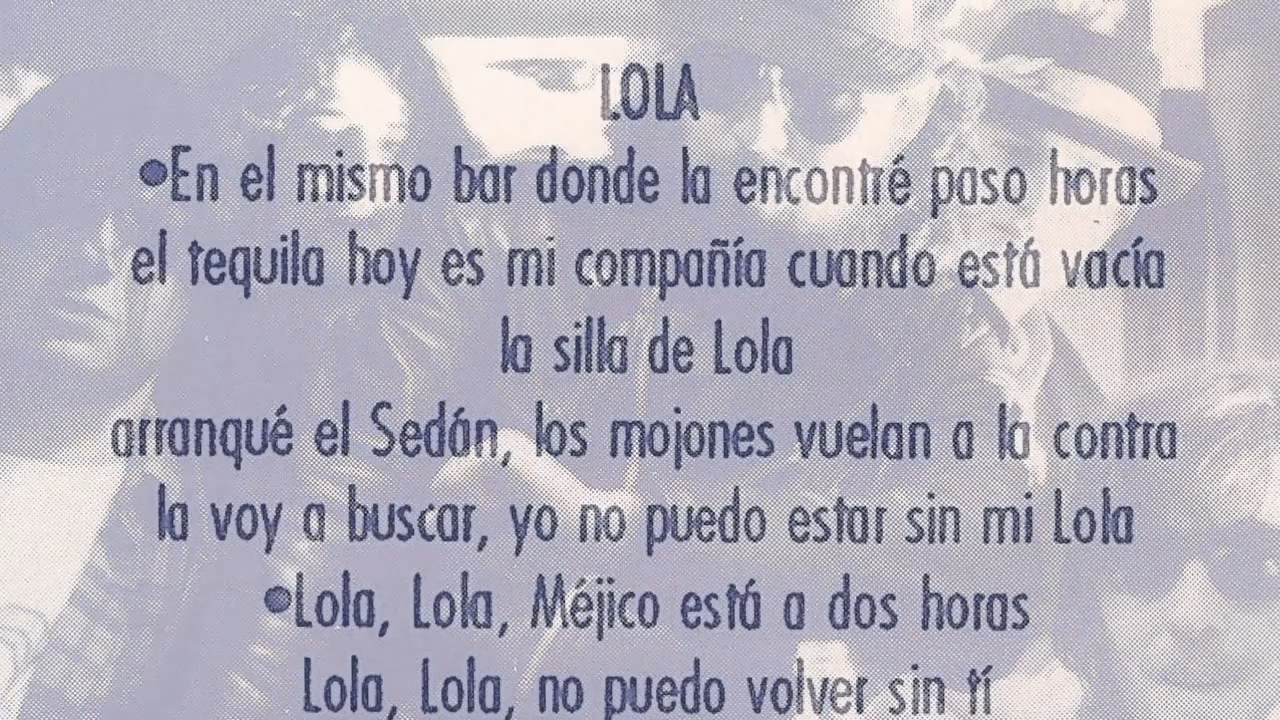 LOLA
•En el mismo bar donde la encontré paso horas
el tequila hoy es mi compañía cuando está vacía
la silla de Lola
arranqué el Sedán, los mojones vuelan a la contra
la voy a buscar, yo no puedo estar sin mi Lola
•Lola, Lola, Méjico está a dos horas
Lola, Lola, no puedo volver sin tí